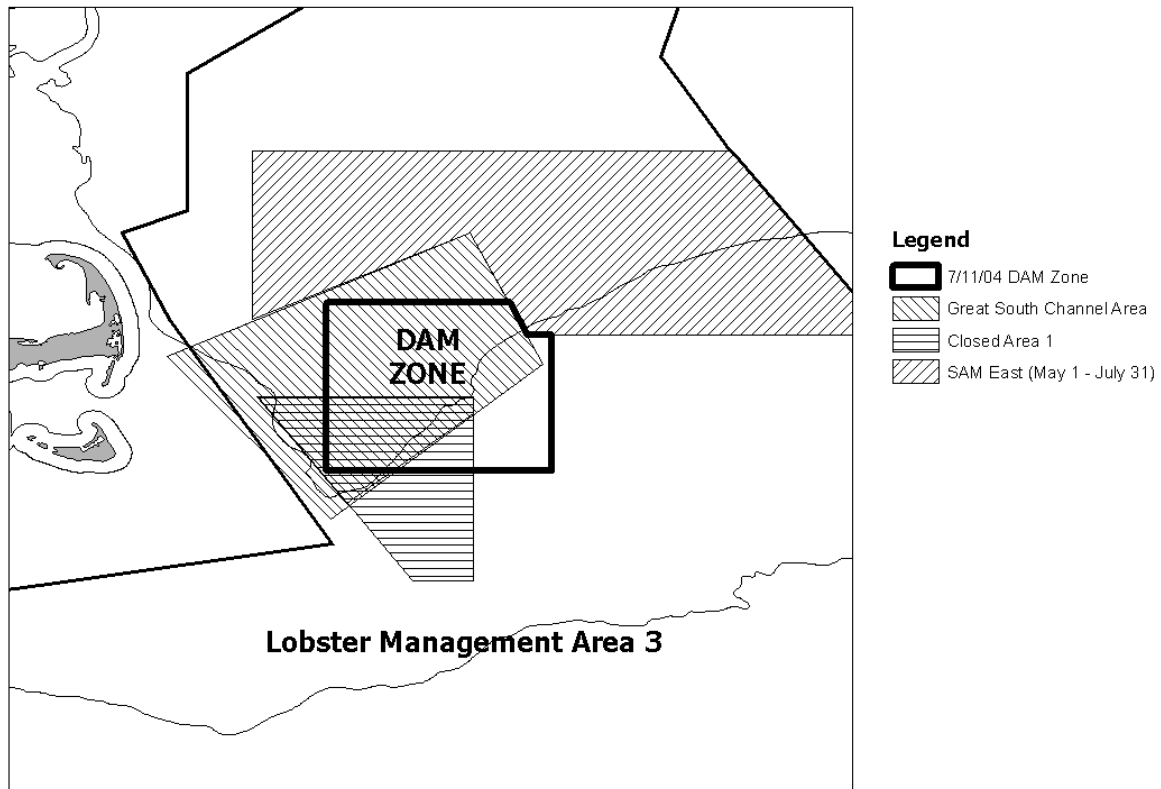 Legend
7/11/04 DAM Zone
Great South Channel Area
Closed Area 1
SAM East (May 1 - July 31)
DAM
ZONE
Lobster Management Area 3